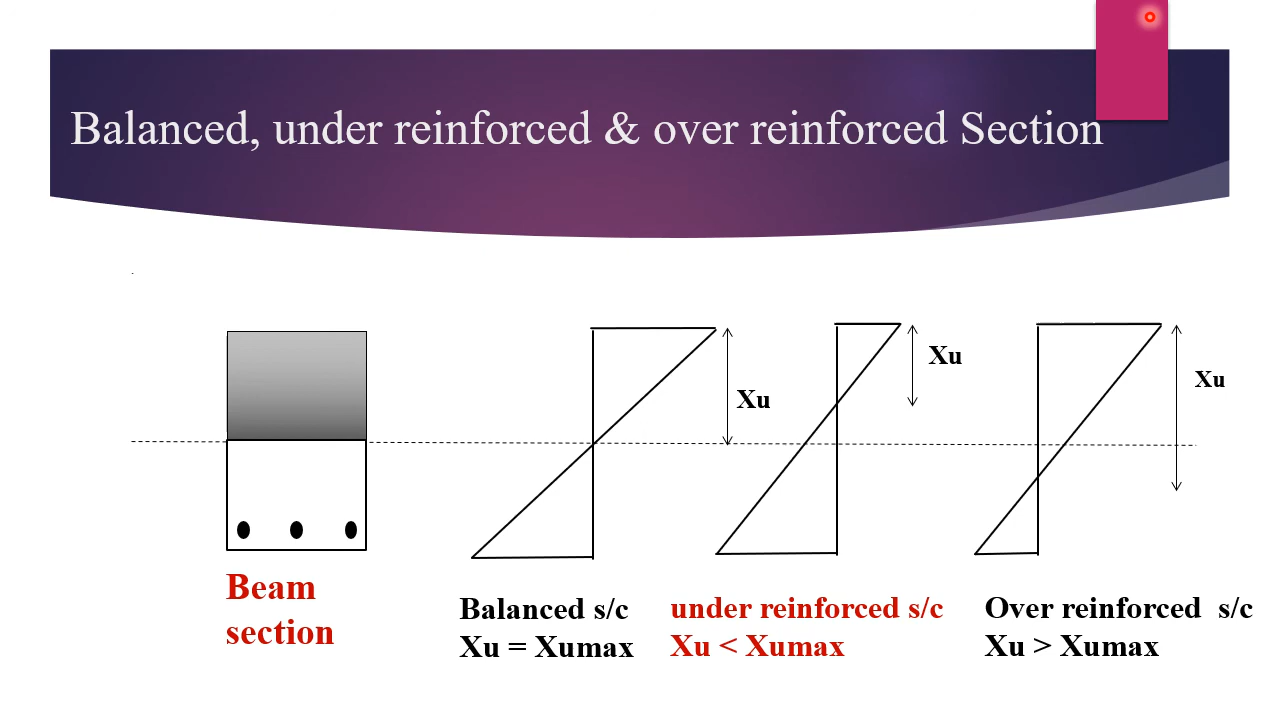 Balanced, under reinforced & over reinforced Section
Xu
Xu
Xu
Beam
section
Balanced s/c
Xu = Xumax
under reinforced s/c
Xu < Xumax
Over reinforced  s/c
Xu > Xumax